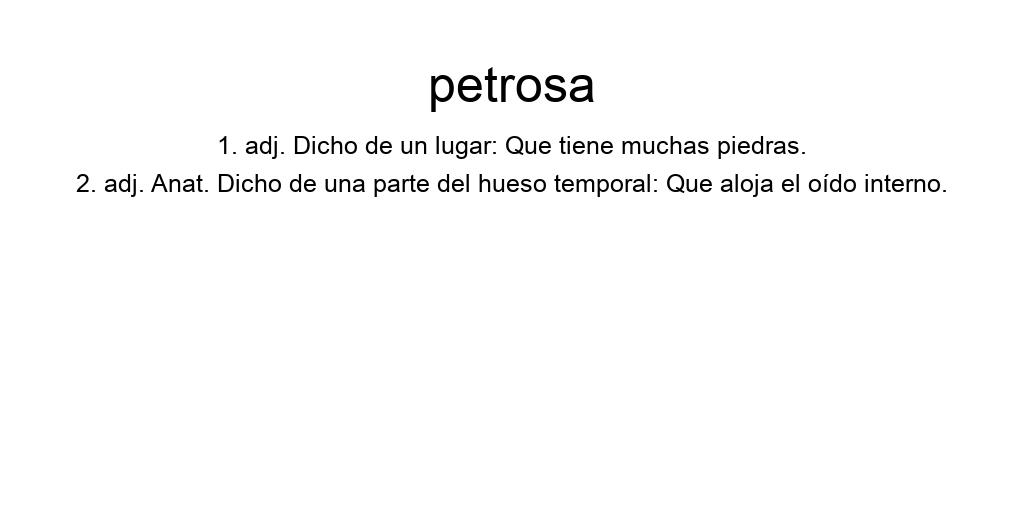 petrosa
1. adj. Dicho de un lugar: Que tiene muchas piedras.
2. adj. Anat. Dicho de una parte del hueso temporal: Que aloja el oído interno.